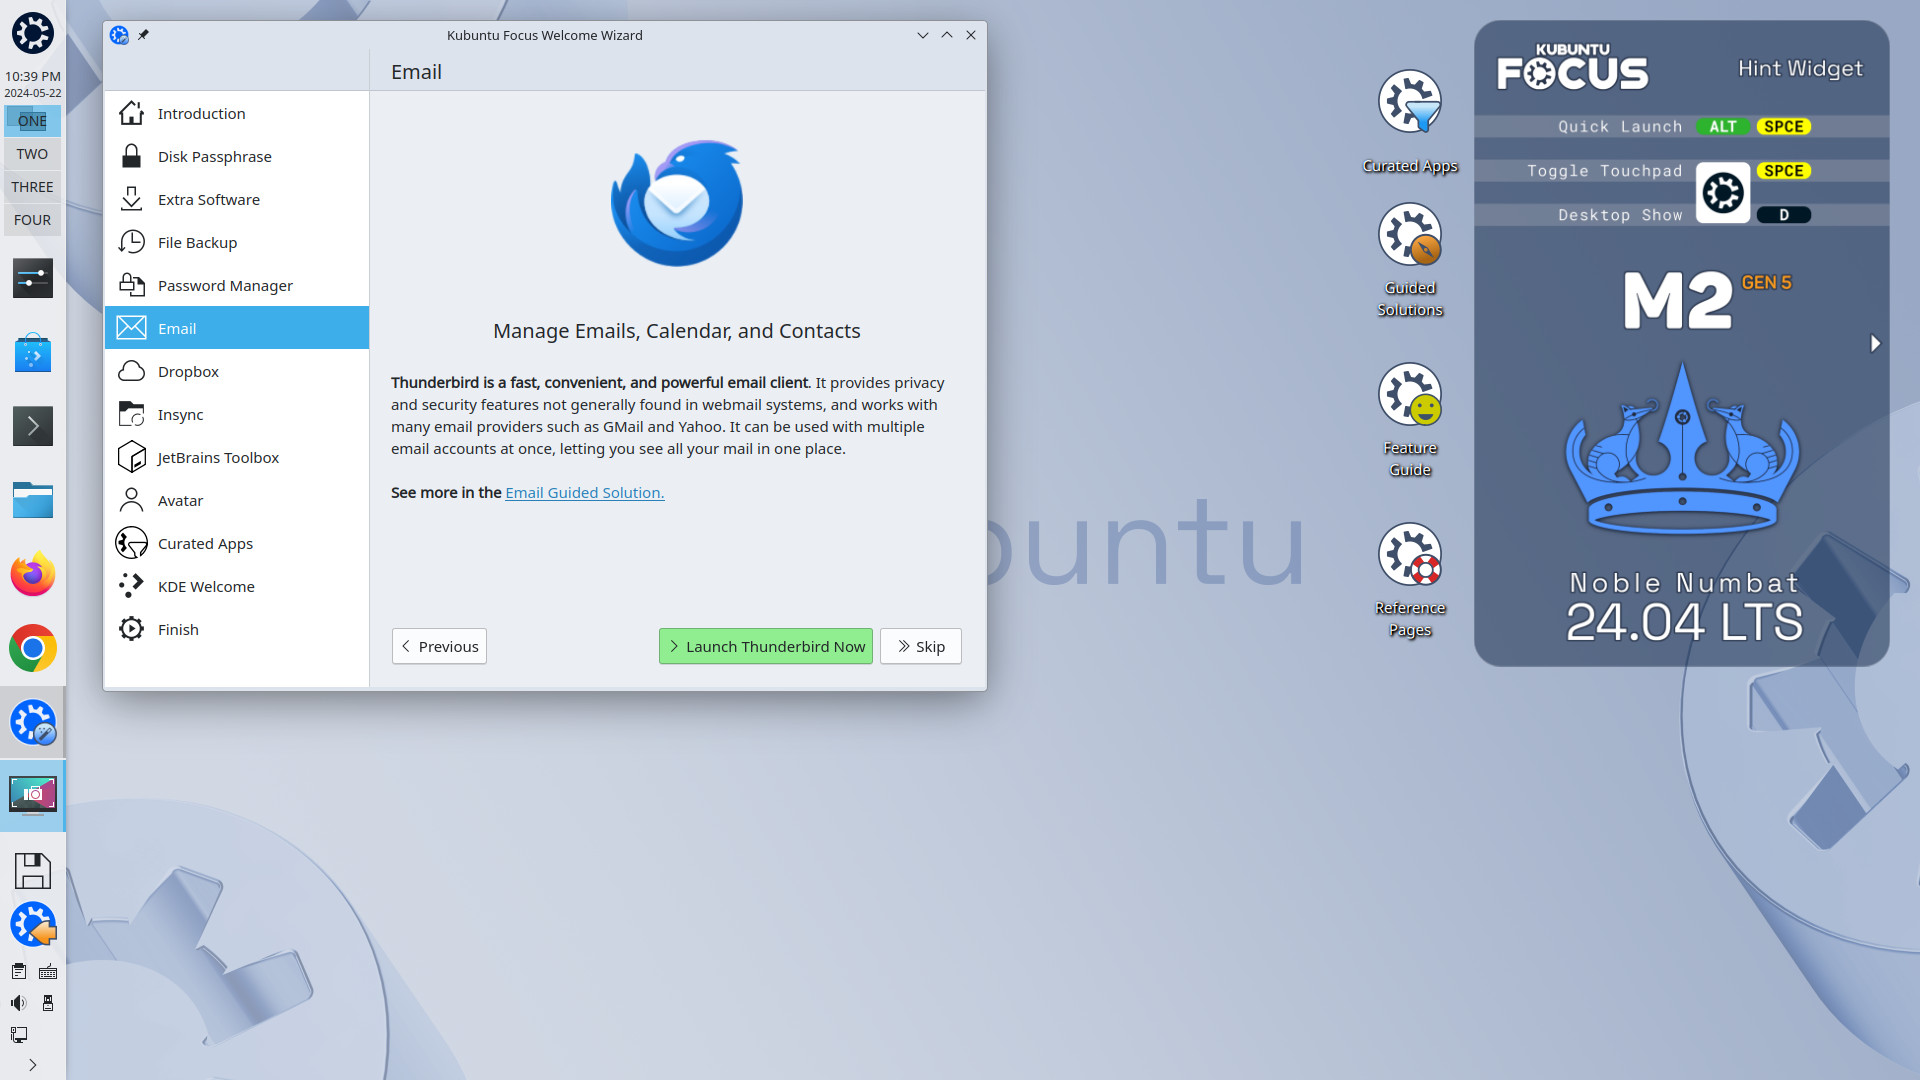 10:39 PM
2024-05-22
ONE
TWO
THREE
FOUR
Kubuntu Focus Welcome Wizard
Email
Introduction
Disk Passphrase
Extra Software
File Backup
Password Manager
Email
Dropbox
Insync
JetBrains Toolbox
Avatar
Curated Apps
KDE Welcome
Finish
Manage Emails, Calendar, and Contacts
Thunderbird is a fast, convenient, and powerful email client. It provides privacy
and security features not generally found in webmail systems, and works with
many email providers such as GMail and Yahoo. It can be used with multiple
email accounts at once, letting you see all your mail in one place.
See more in the Email Guided Solution.
Previous
Launch Thunderbird Now
Skip
buntu
Curated Apps
Guided
Solutions
Feature
Guide
Reference
Pages
KUBUNTU
FOCUS
Hint Widget
Quick Launch ALT SPCE
Toggle Touchpad SPCE
Desktop Show D
M2 GEN 5
Noble Numbat
24.04 LTS